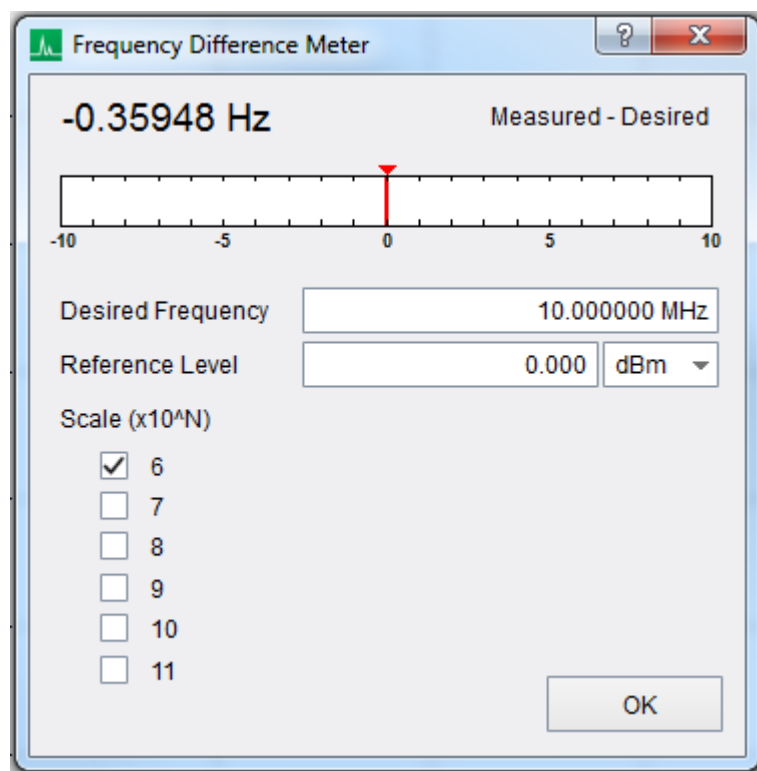 Frequency Difference Meter
-0.35948 Hz Measured - Desired
-10 -5 0 5 10
Desired Frequency 10.000000 MHz
Reference Level 0.000 dBm
Scale (x10^N)
6
7
8
9
10
11
OK